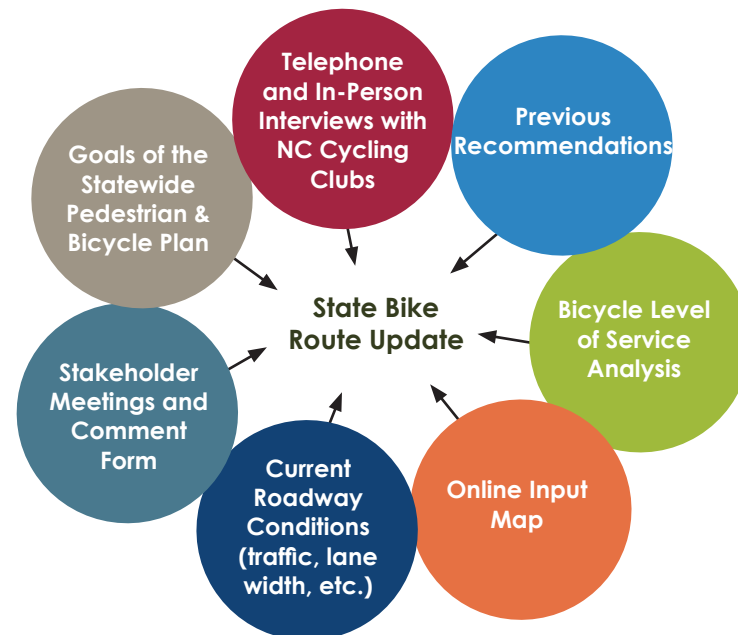 Telephone
and In-Person
Interviews with
NC Cycling
Clubs
Previous
Recommendations
Goals of the
Statewide
Pedestrian &
Bicycle Plan
State Bike
Route Update
Bicycle Level
of Service
Analysis
Stakeholder
Meetings and
Comment
Form
Current
Roadway
Conditions
(traffic, lane
width, etc.)
Online Input
Map